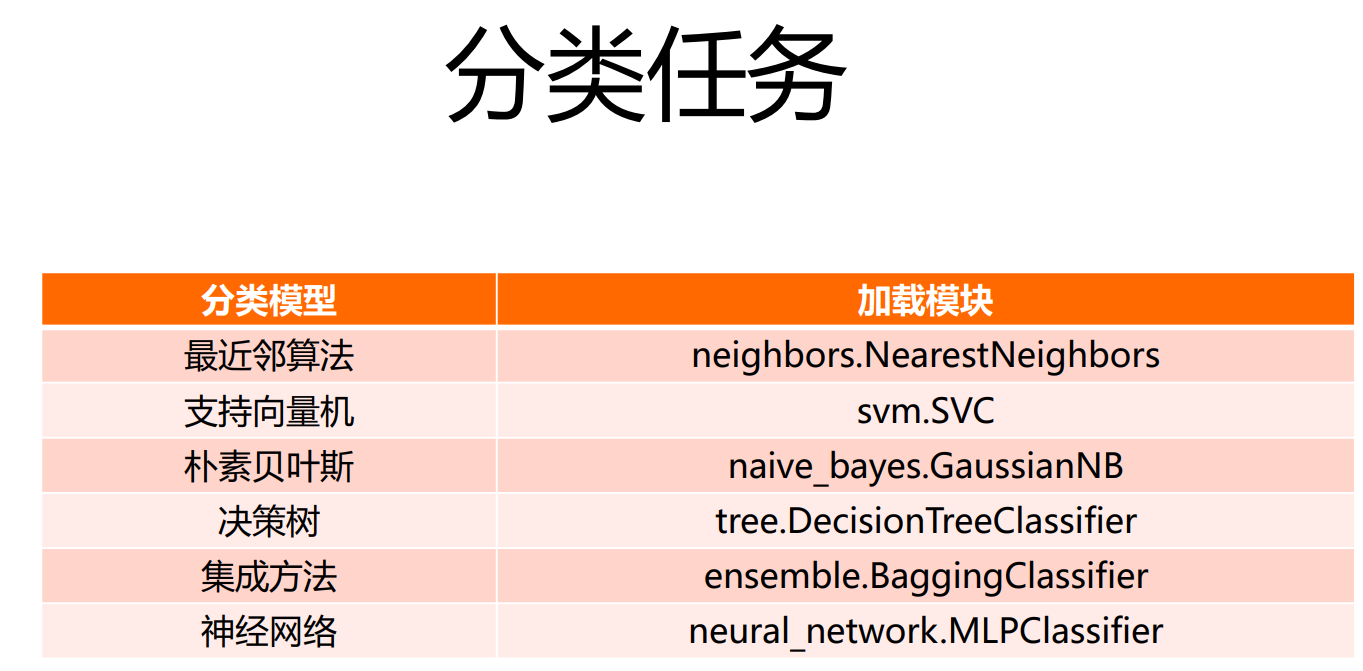 分类任务
分类模型 加载模块
最近邻算法 neighbors.NearestNeighbors
支持向量机 svm.SVC
朴素贝叶斯 naive_bayes.GaussianNB
决策树 tree.DecisionTreeClassifier
集成方法 ensemble.BaggingClassifier
神经网络 neural_network.MLPClassifier